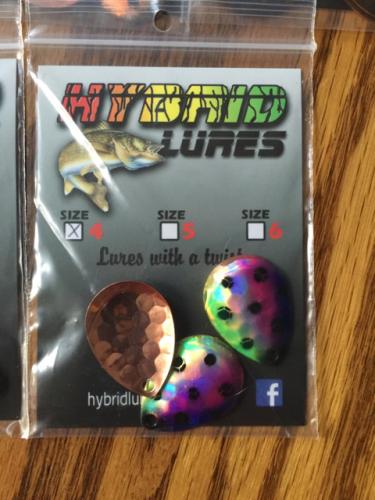 HYBRID
LURES
SIZE SIZE SIZE
4 5 6
Lures with a twist
hybridlu
f